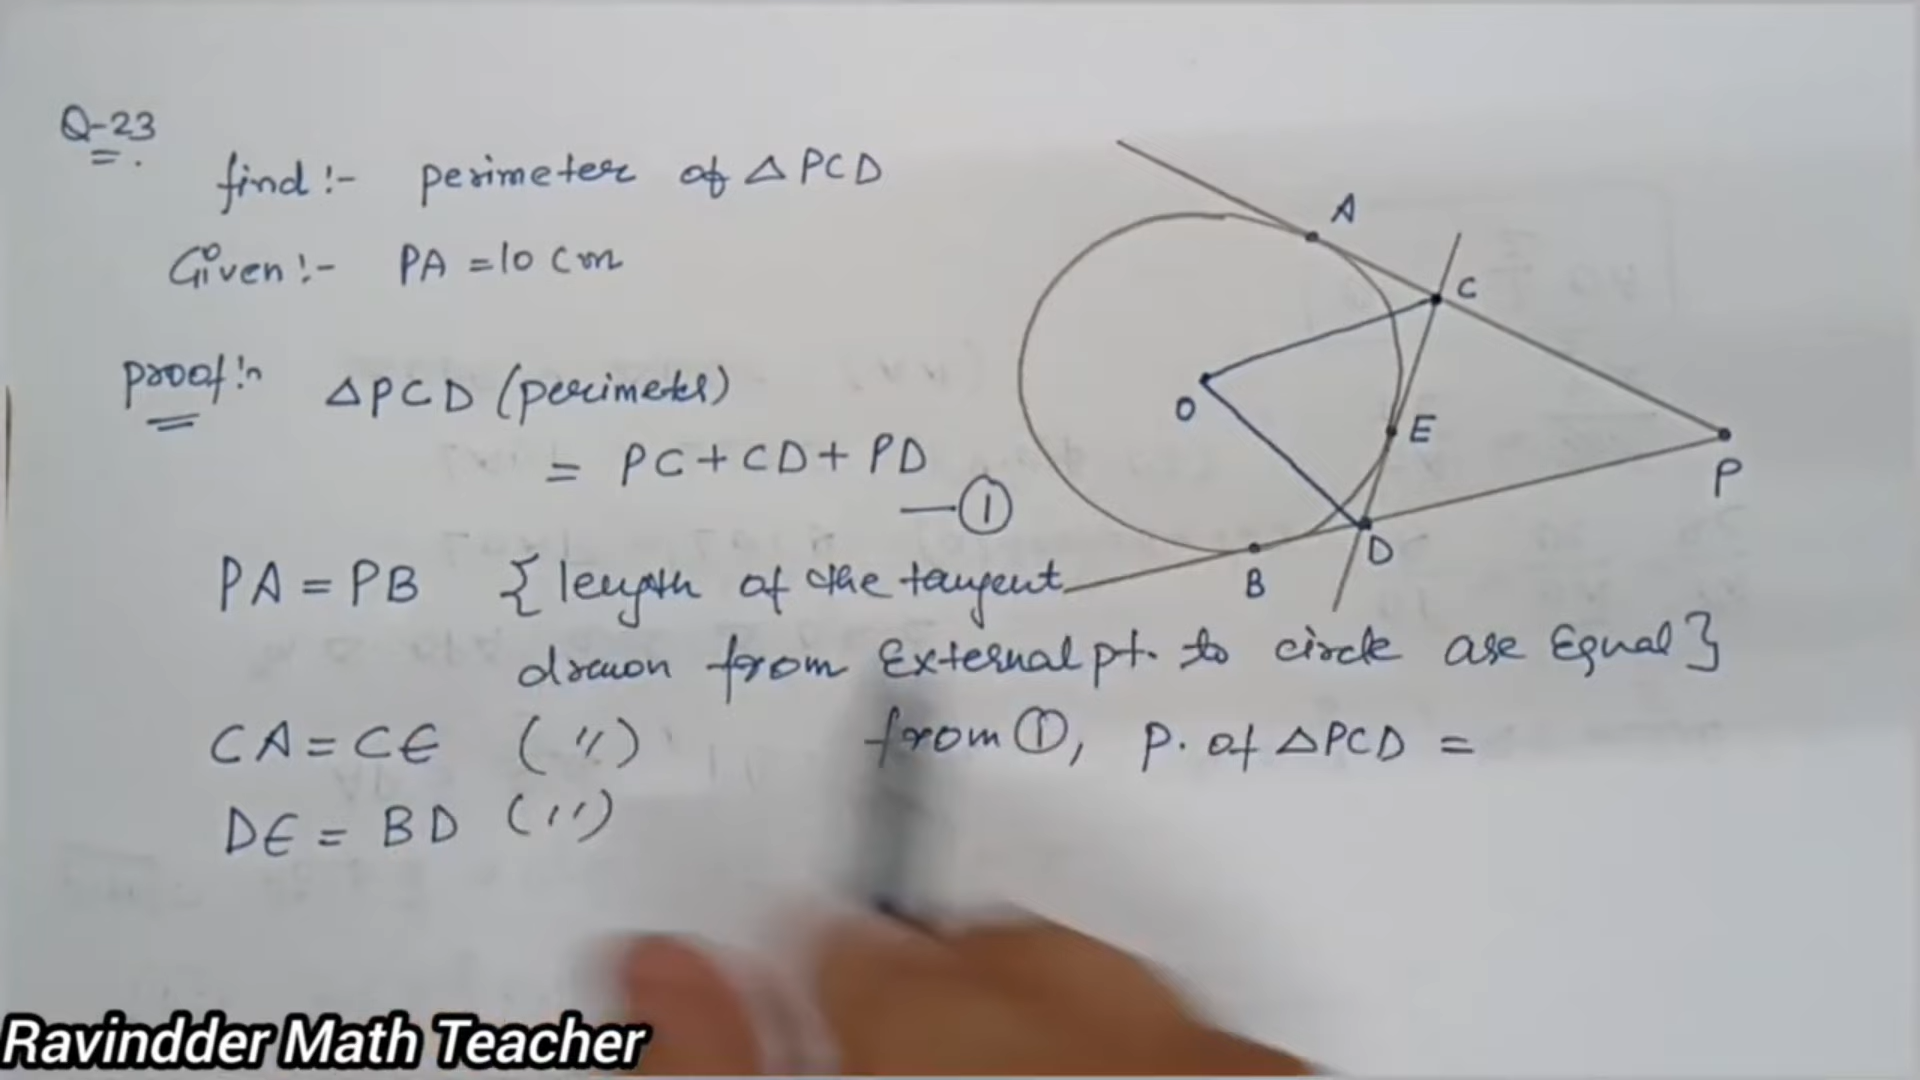 Q-23
find:- perimeter of △PCD
Given:- PA = 10 cm
proof:- △PCD (perimeter)
= PC + CD + PD
—①
PA = PB { length of the tangent
drawn from External pt. to circle are Equal }
CA = CE ( " ) from ①, P. of △PCD =
DE = BD ( " )
A
C
O
E
P
D
B
Ravindder Math Teacher